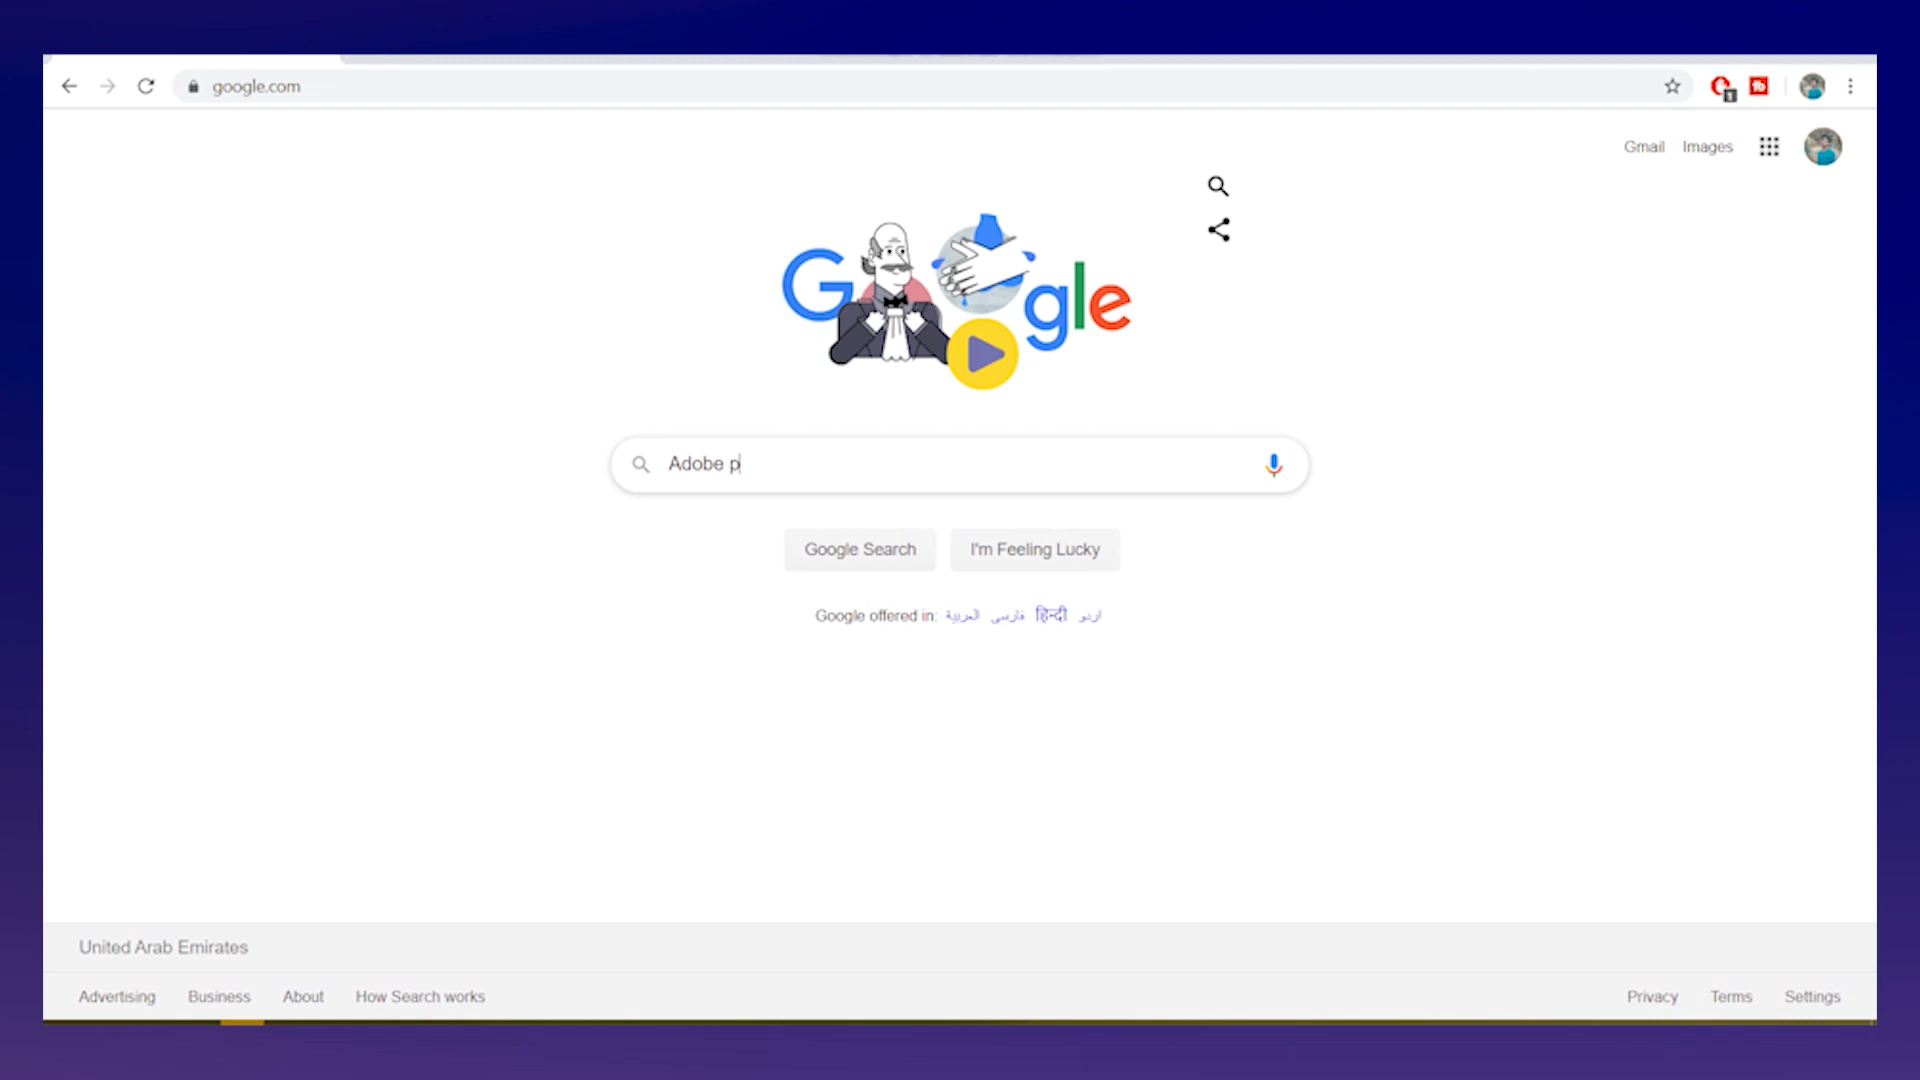 google.com
Gmail Images
Google
Adobe p
Google Search I'm Feeling Lucky
Google offered in: العربية فارسی हिन्दी اردو
United Arab Emirates
Advertising Business About How Search works Privacy Terms Settings